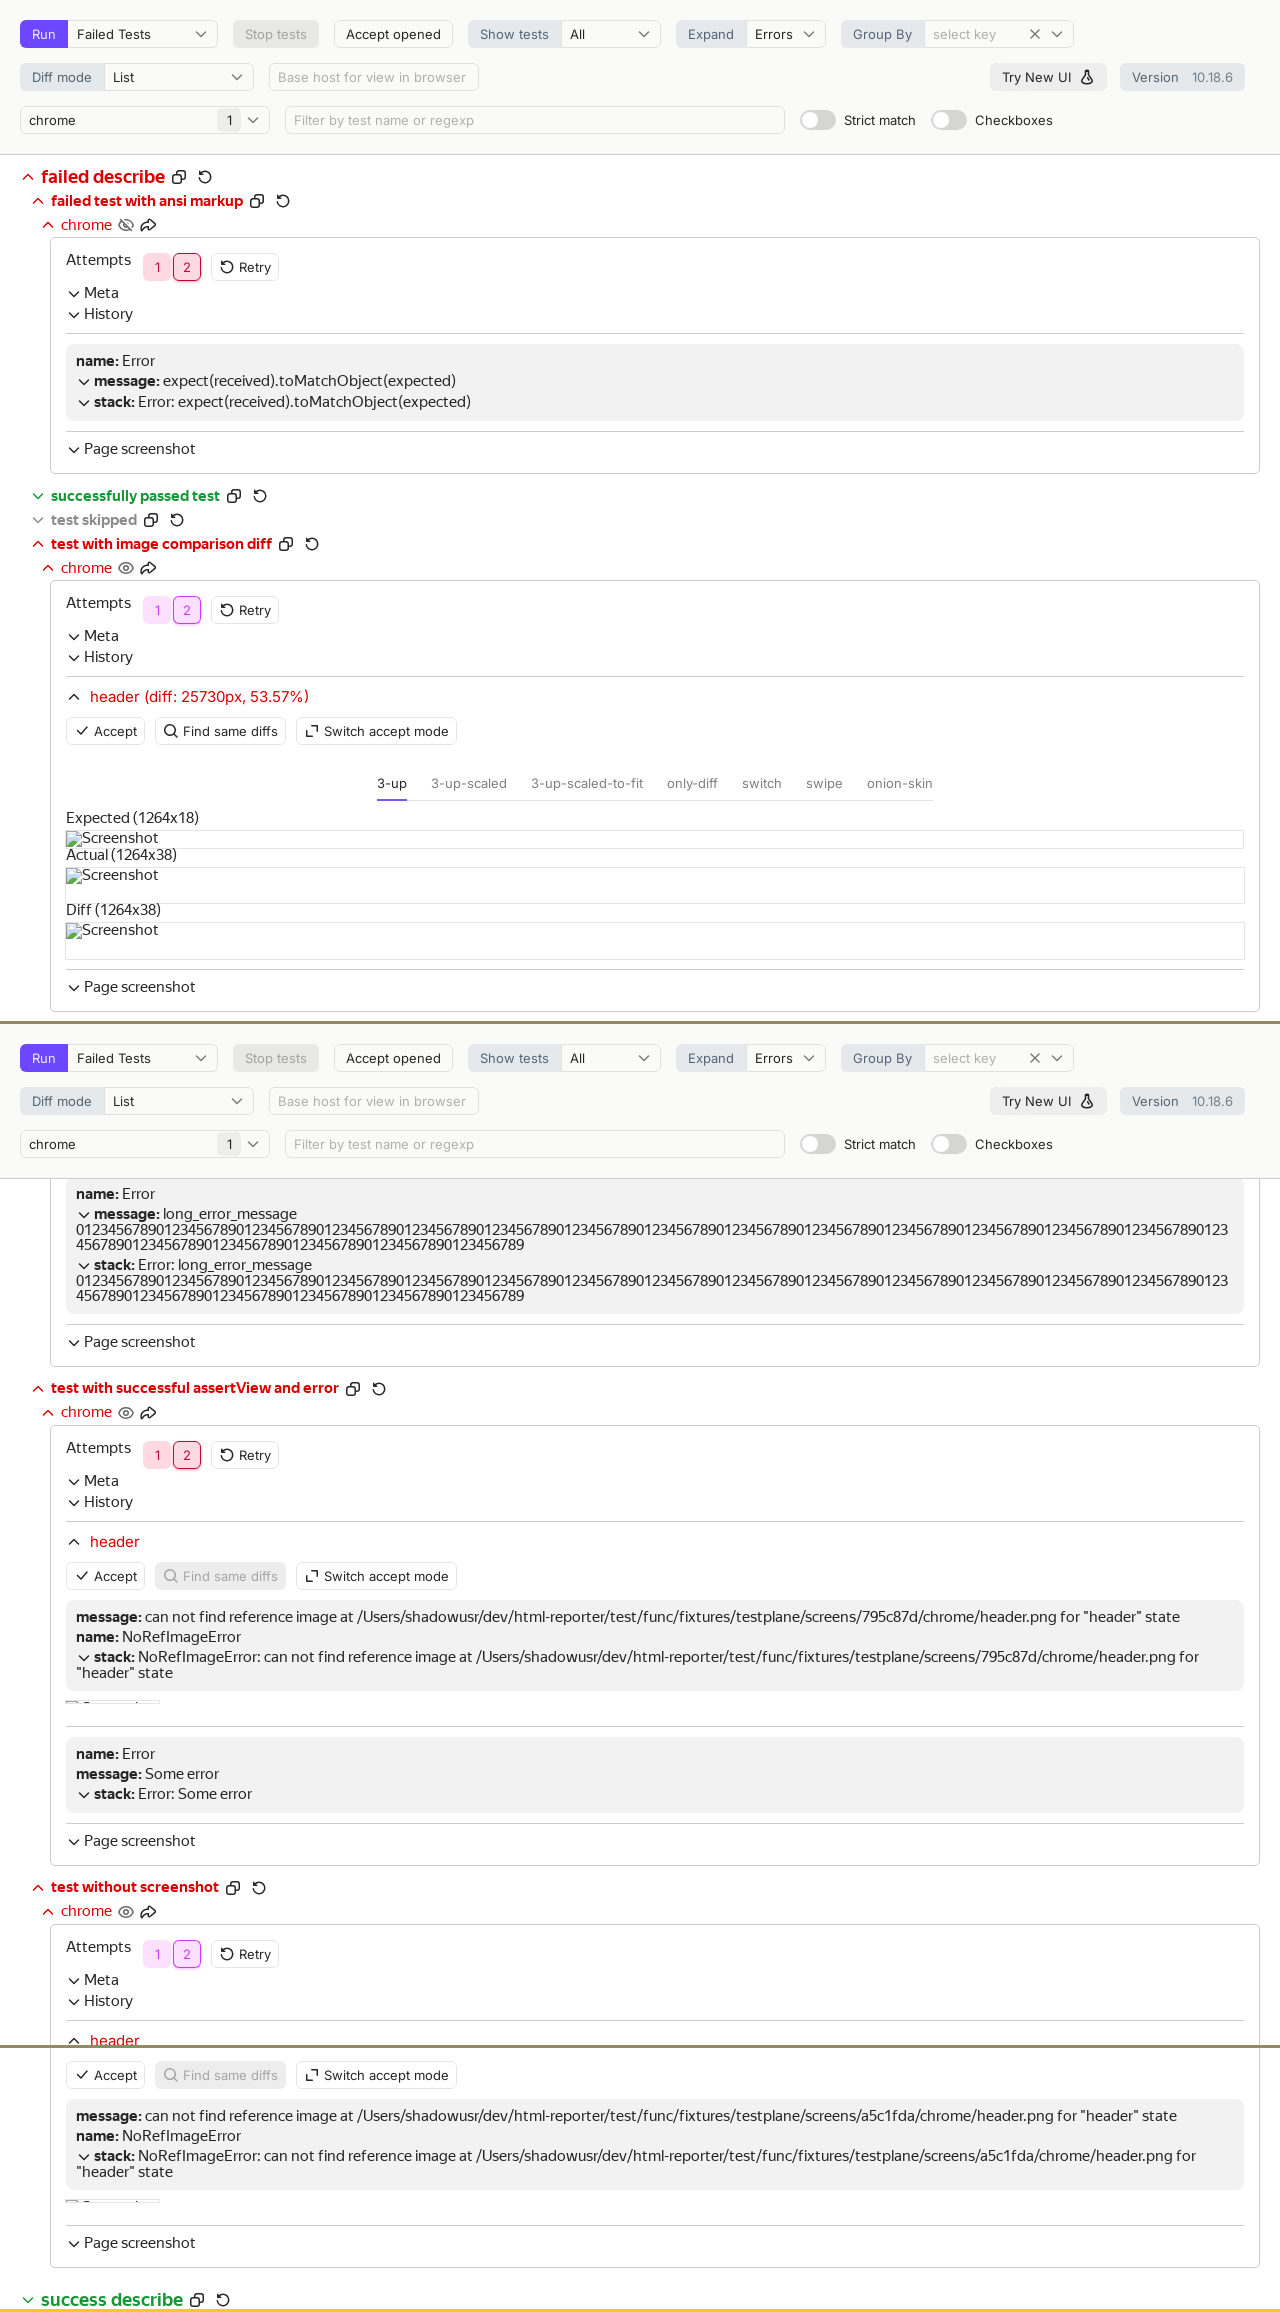 Run Failed Tests Stop tests Accept opened Show tests All Expand Errors Group By select key
Diff mode List Base host for view in browser Try New UI Version 10.18.6
chrome 1 Filter by test name or regexp Strict match Checkboxes
failed describe
failed test with ansi markup
chrome
Attempts 1 2 Retry
Meta
History
name: Error
message: expect(received).toMatchObject(expected)
stack: Error: expect(received).toMatchObject(expected)
Page screenshot
successfully passed test
test skipped
test with image comparison diff
chrome
Attempts 1 2 Retry
Meta
History
header (diff: 25730px, 53.57%)
Accept Find same diffs Switch accept mode
3-up 3-up-scaled 3-up-scaled-to-fit only-diff switch swipe onion-skin
Expected (1264x18)
Screenshot
Actual (1264x38)
Screenshot
Diff (1264x38)
Screenshot
Page screenshot
Run Failed Tests Stop tests Accept opened Show tests All Expand Errors Group By select key
Diff mode List Base host for view in browser Try New UI Version 10.18.6
chrome 1 Filter by test name or regexp Strict match Checkboxes
name: Error
message: long_error_message
0123456789012345678901234567890123456789012345678901234567890123456789012345678901234567890123456789012345678901234567890123456789012345678901234567890123
456789012345678901234567890123456789012345678901234567890123456789
stack: Error: long_error_message
0123456789012345678901234567890123456789012345678901234567890123456789012345678901234567890123456789012345678901234567890123456789012345678901234567890123
456789012345678901234567890123456789012345678901234567890123456789
Page screenshot
test with successful assertView and error
chrome
Attempts 1 2 Retry
Meta
History
header
Accept Find same diffs Switch accept mode
message: can not find reference image at /Users/shadowusr/dev/html-reporter/test/func/fixtures/testplane/screens/795c87d/chrome/header.png for "header" state
name: NoRefImageError
stack: NoRefImageError: can not find reference image at /Users/shadowusr/dev/html-reporter/test/func/fixtures/testplane/screens/795c87d/chrome/header.png for
"header" state
name: Error
message: Some error
stack: Error: Some error
Page screenshot
test without screenshot
chrome
Attempts 1 2 Retry
Meta
History
header
Accept Find same diffs Switch accept mode
message: can not find reference image at /Users/shadowusr/dev/html-reporter/test/func/fixtures/testplane/screens/a5c1fda/chrome/header.png for "header" state
name: NoRefImageError
stack: NoRefImageError: can not find reference image at /Users/shadowusr/dev/html-reporter/test/func/fixtures/testplane/screens/a5c1fda/chrome/header.png for
"header" state
Page screenshot
success describe